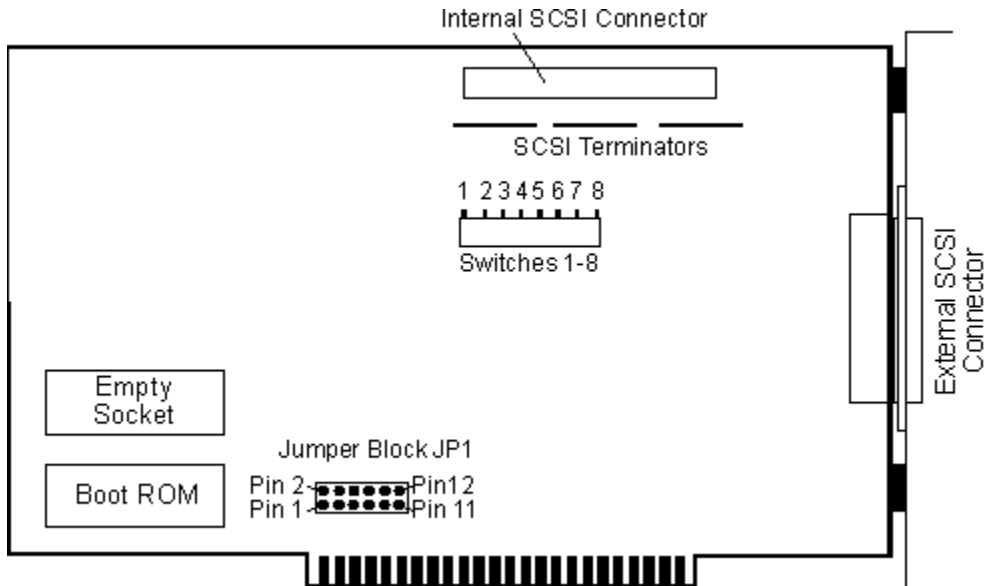 Internal SCSI Connector
SCSI Terminators
1 2 3 4 5 6 7 8
Switches 1-8
External SCSI
Connector
Empty
Socket
Boot ROM
Jumper Block JP1
Pin 2
Pin12
Pin 1
Pin 11